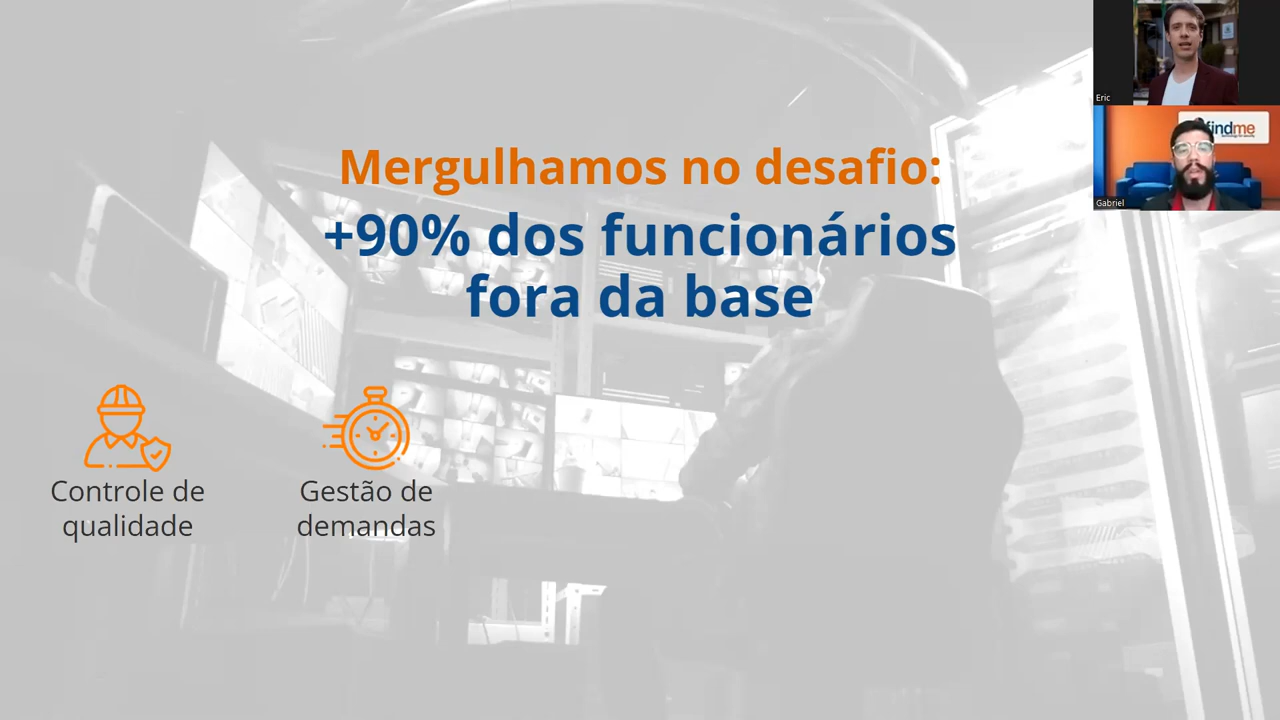 Mergulhamos no desafio:
+90% dos funcionários
fora da base
Controle de
qualidade
Gestão de
demandas
Eric
findme
Gabriel